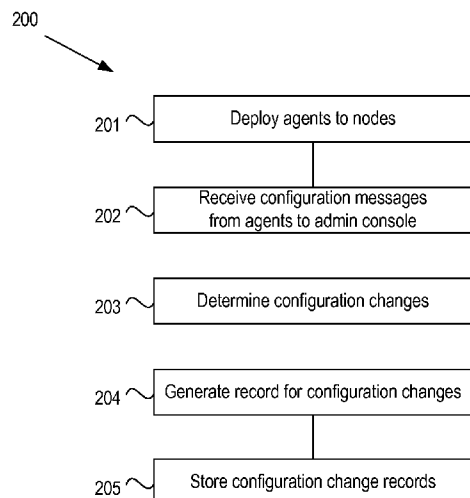 200
201
Deploy agents to nodes
202
Receive configuration messages
from agents to admin console
203
Determine configuration changes
204
Generate record for configuration changes
205
Store configuration change records